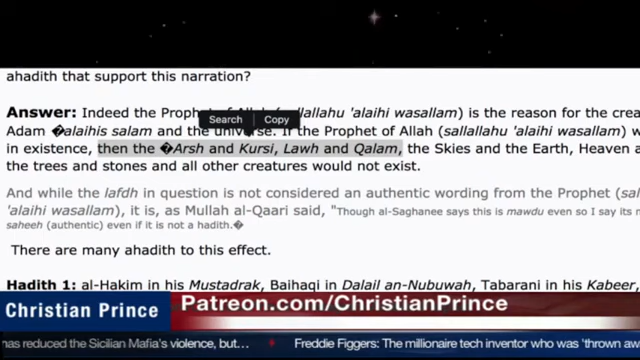 ahadith that support this narration?
Answer: Indeed the Prophet of Allah (sallallahu 'alaihi wasallam) is the reason for the crea
Search Copy
Adam �alaihis salam and the universe. If the Prophet of Allah (sallallahu 'alaihi wasallam) w
in existence, then the �Arsh and Kursi, Lawh and Qalam, the Skies and the Earth, Heaven a
the trees and stones and all other creatures would not exist.
And while the lafdh in question is not considered an authentic wording from the Prophet (sal
'alaihi wasallam), it is, as Mullah al-Qaari said, "Though al-Saghanee says this is mawdu even so I say its n
saheeh (authentic) even if it is not a hadith.�
There are many ahadith to this effect.
Hadith 1: al-Hakim in his Mustadrak, Baihaqi in Dalail an-Nubuwah, Tabarani in his Kabeer,
Christian Prince
Patreon.com/ChristianPrince
has reduced the Sicilian Mafia's violence, but... Freddie Figgers: The millionaire tech inventor who was 'thrown aw